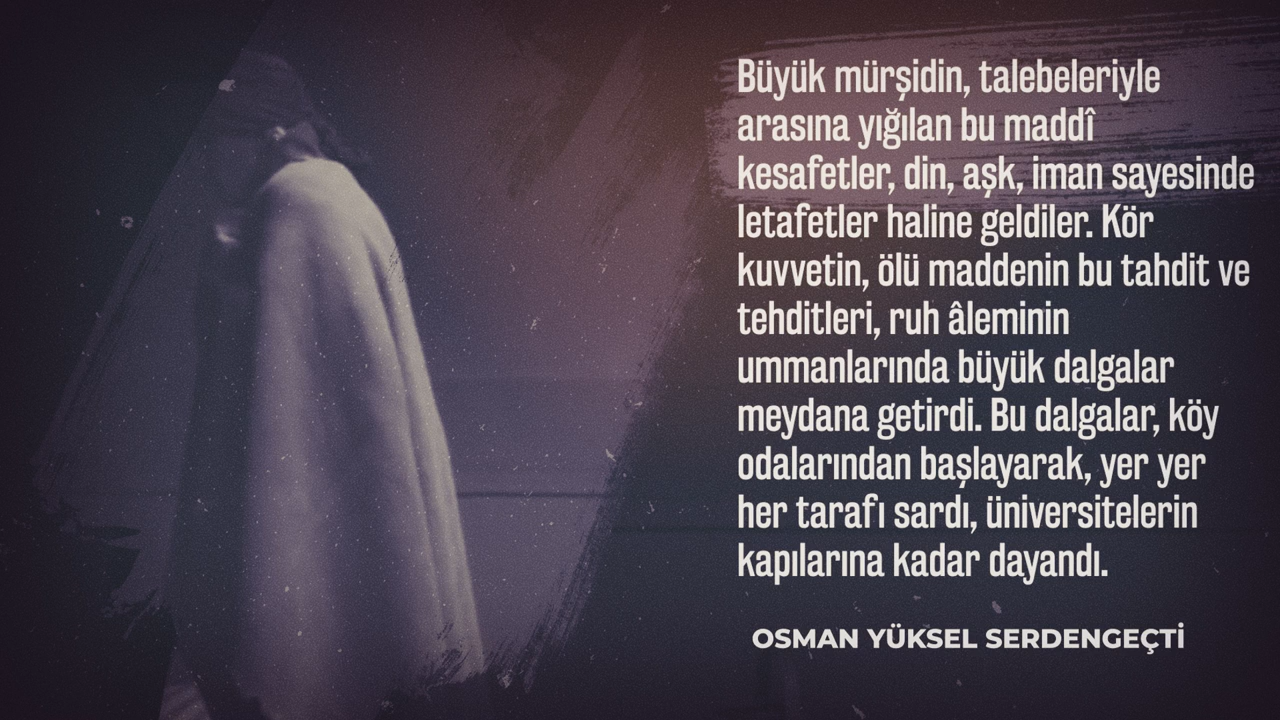 Büyük mürşidin, talebeleriyle
arasına yığılan bu maddî
kesafetler, din, aşk, iman sayesinde
letafetler haline geldiler. Kör
kuvvetin, ölü maddenin bu tahdit ve
tehditleri, ruh âleminin
ummanlarında büyük dalgalar
meydana getirdi. Bu dalgalar, köy
odalarından başlayarak, yer yer
her tarafı sardı, üniversitelerin
kapılarına kadar dayandı.
OSMAN YÜKSEL SERDENGEÇTİ